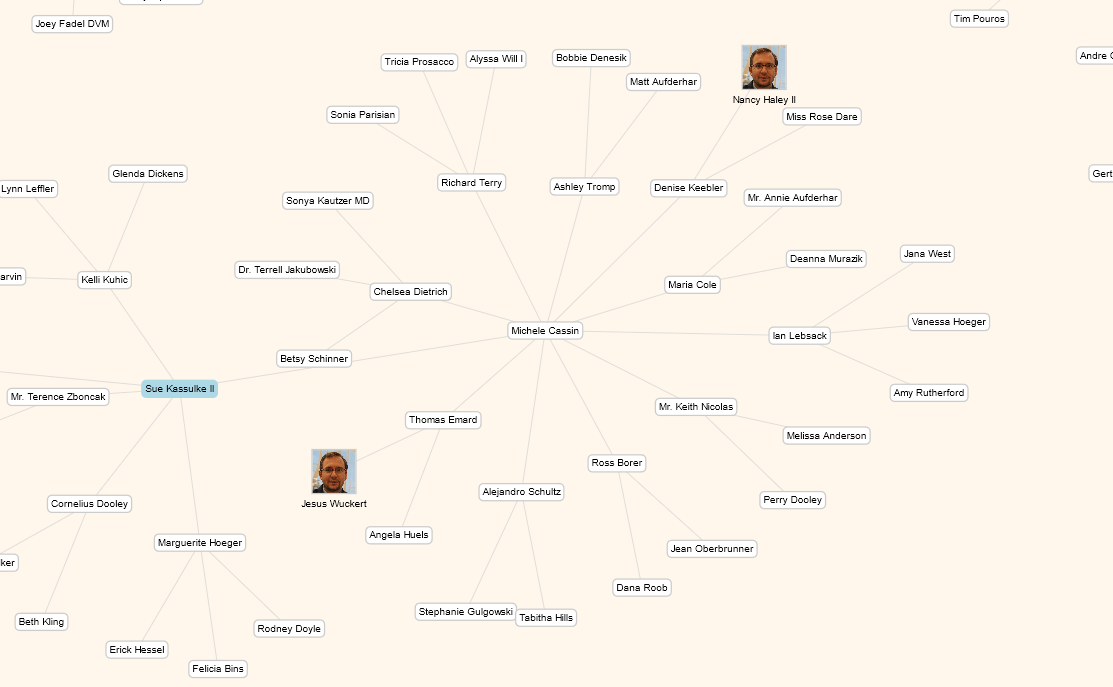 Joey Fadel DVM
Tim Pouros
Tricia Prosacco
Alyssa Will I
Bobbie Denesik
Matt Aufderhar
Nancy Haley II
Miss Rose Dare
Sonia Parisian
Glenda Dickens
Lynn Leffler
Richard Terry
Ashley Tromp
Denise Keebler
Mr. Annie Aufderhar
Sonya Kautzer MD
Deanna Murazik
Jana West
Dr. Terrell Jakubowski
Kelli Kuhic
Chelsea Dietrich
Maria Cole
Michele Cassin
Ian Lebsack
Vanessa Hoeger
Betsy Schinner
Sue Kassulke II
Mr. Terence Zboncak
Amy Rutherford
Thomas Emard
Mr. Keith Nicolas
Melissa Anderson
Ross Borer
Alejandro Schultz
Perry Dooley
Jesus Wuckert
Cornelius Dooley
Angela Huels
Marguerite Hoeger
Jean Oberbrunner
Dana Roob
Stephanie Gulgowski
Tabitha Hills
Beth Kling
Rodney Doyle
Erick Hessel
Felicia Bins